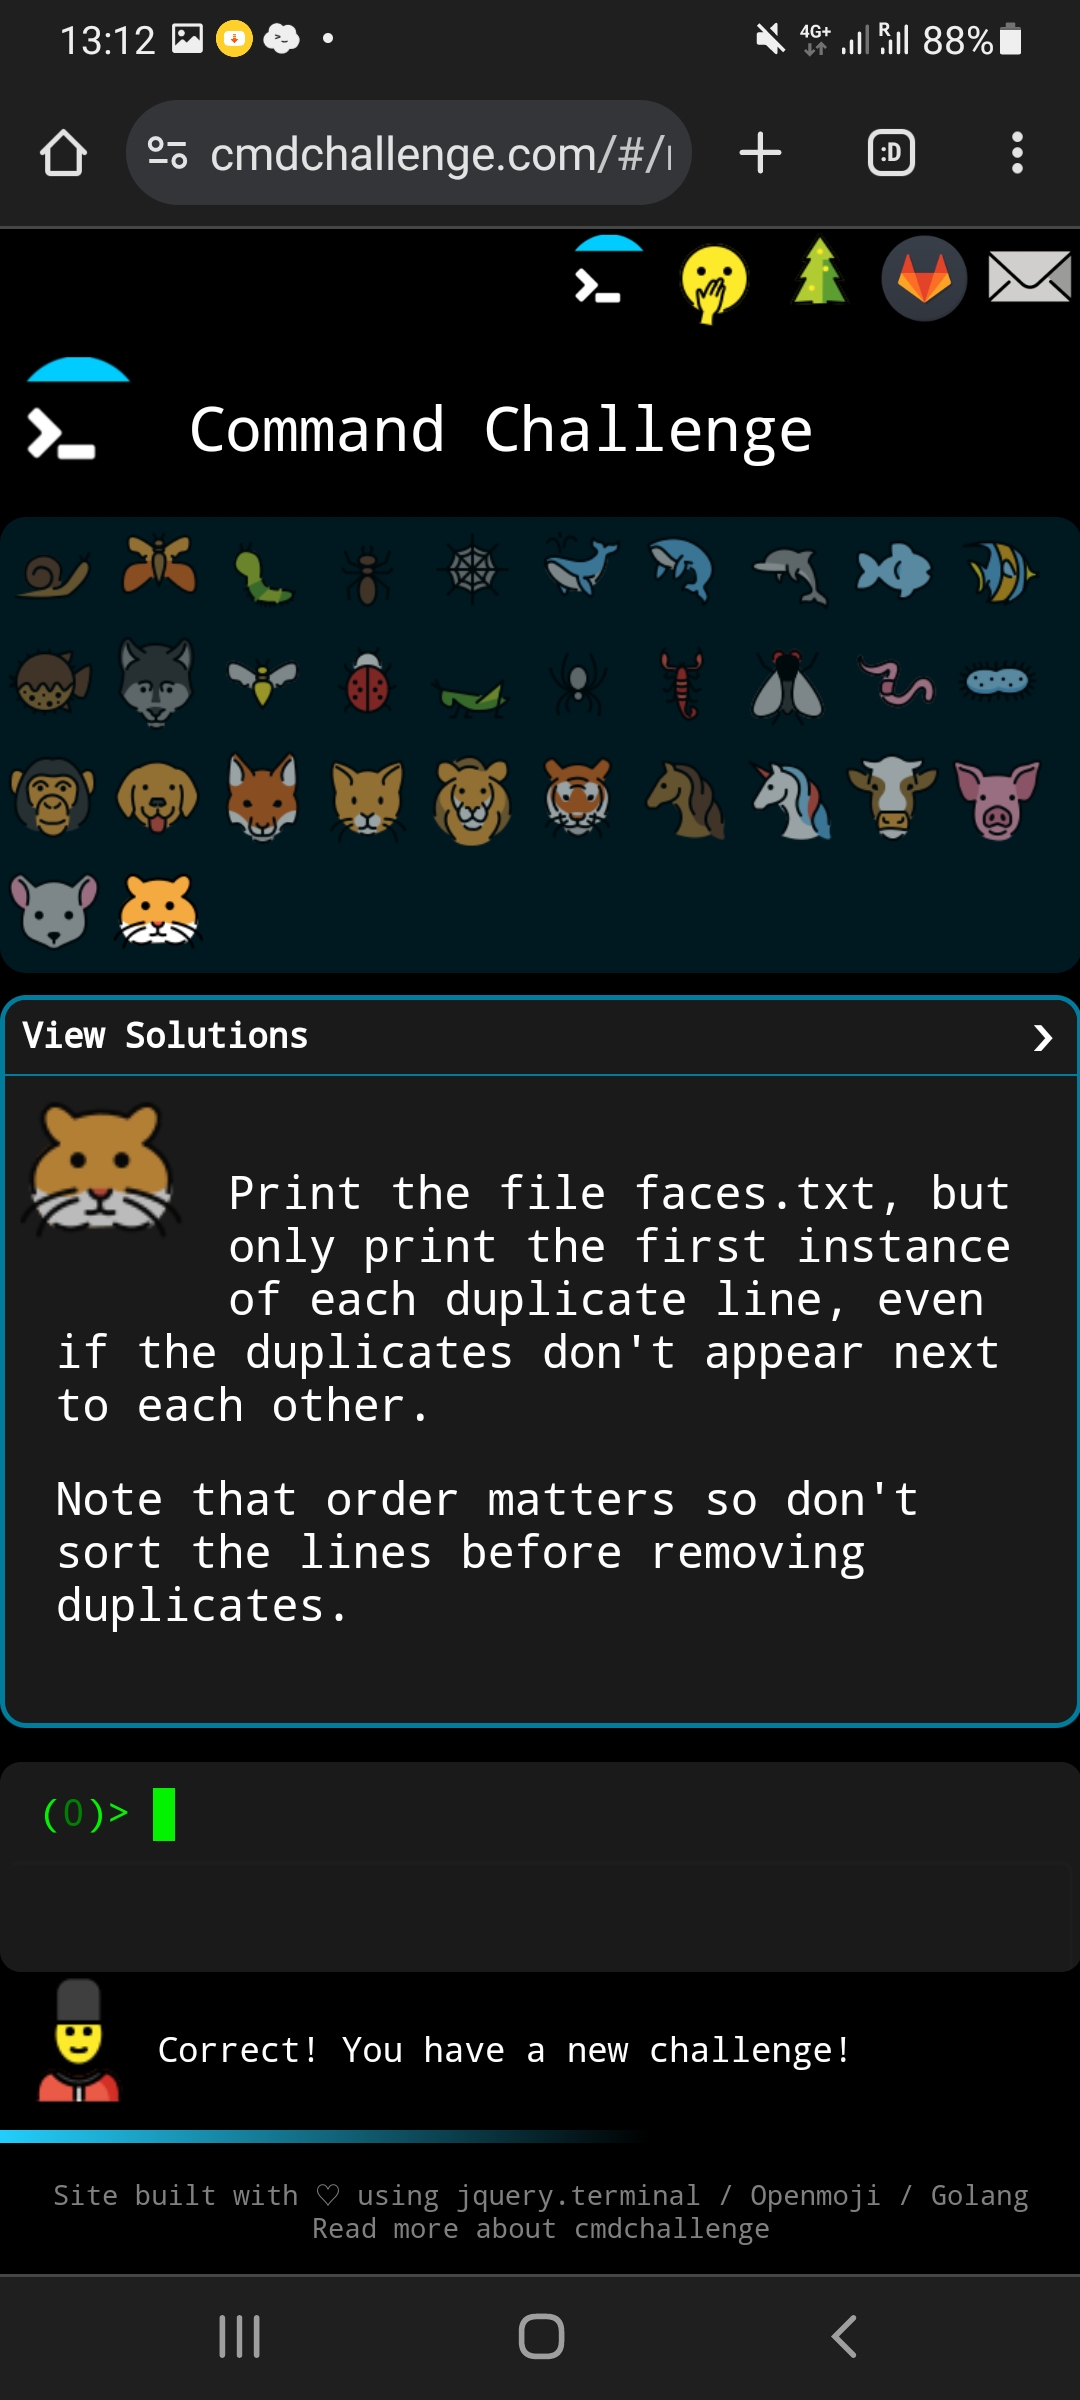 13:12
4G+
R
88%
cmdchallenge.com/#/
:D
Command Challenge
View Solutions
Print the file faces.txt, but
only print the first instance
of each duplicate line, even
if the duplicates don't appear next
to each other.
Note that order matters so don't
sort the lines before removing
duplicates.
(0)>
Correct! You have a new challenge!
Site built with ♡ using jquery.terminal / Openmoji / Golang
Read more about cmdchallenge